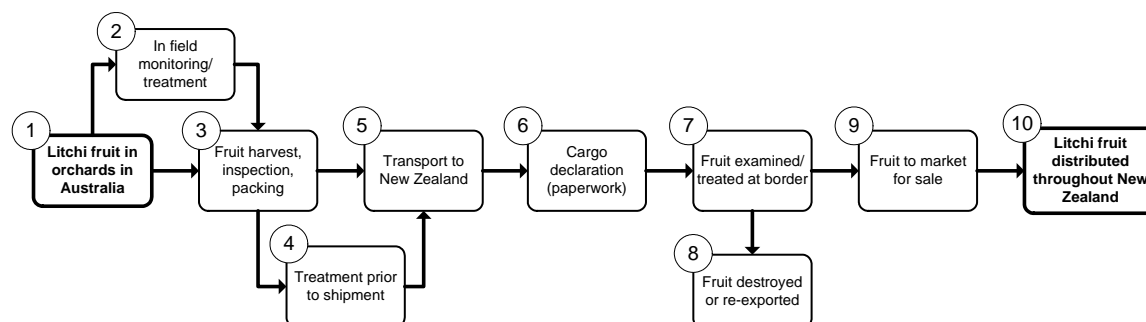 1
Litchi fruit in
orchards in
Australia
2
In field
monitoring/
treatment
3
Fruit harvest,
inspection,
packing
4
Treatment prior
to shipment
5
Transport to
New Zealand
6
Cargo
declaration
(paperwork)
7
Fruit examined/
treated at border
8
Fruit destroyed
or re-exported
9
Fruit to market
for sale
10
Litchi fruit
distributed
throughout New
Zealand